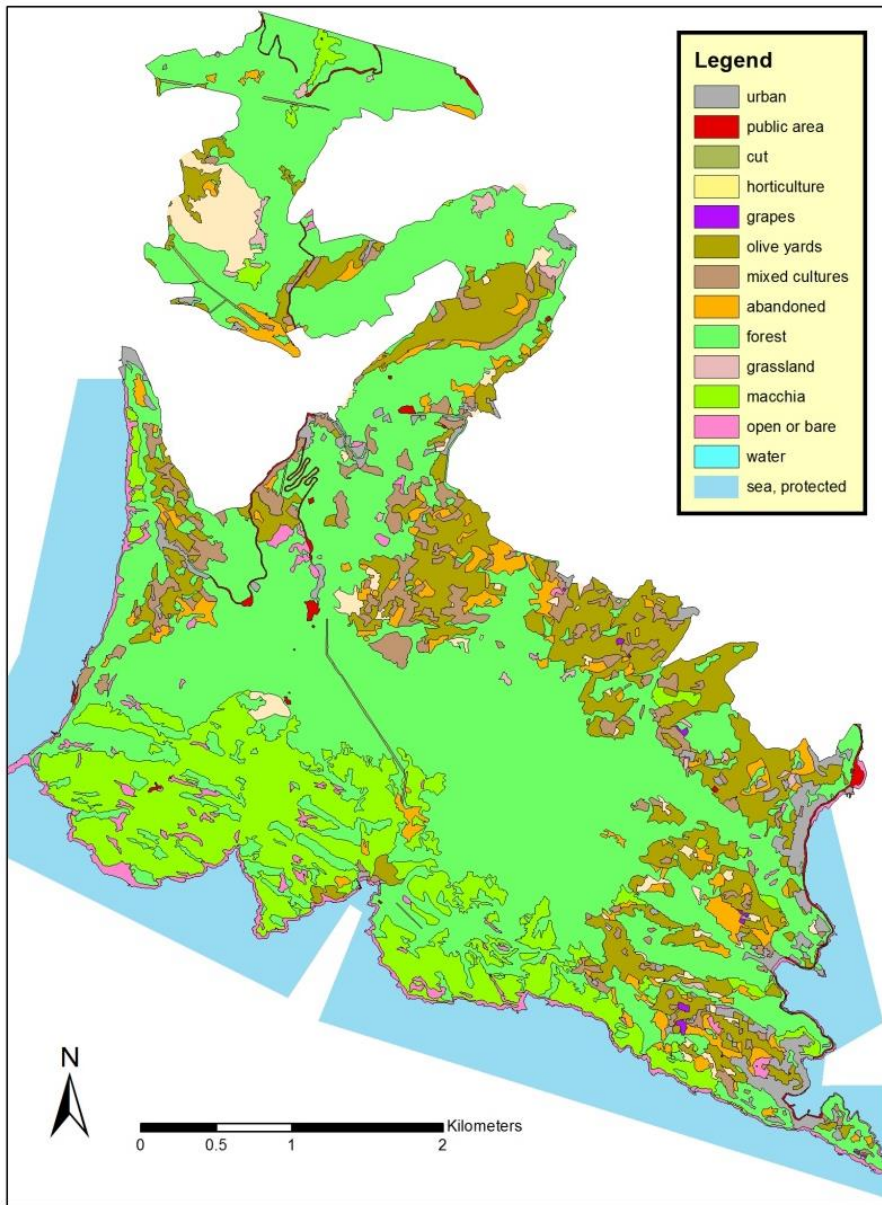 Legend
urban
public area
cut
horticulture
grapes
olive yards
mixed cultures
abandoned
forest
grassland
macchia
open or bare
water
sea, protected
N
Kilometers
0 0.5 1 2